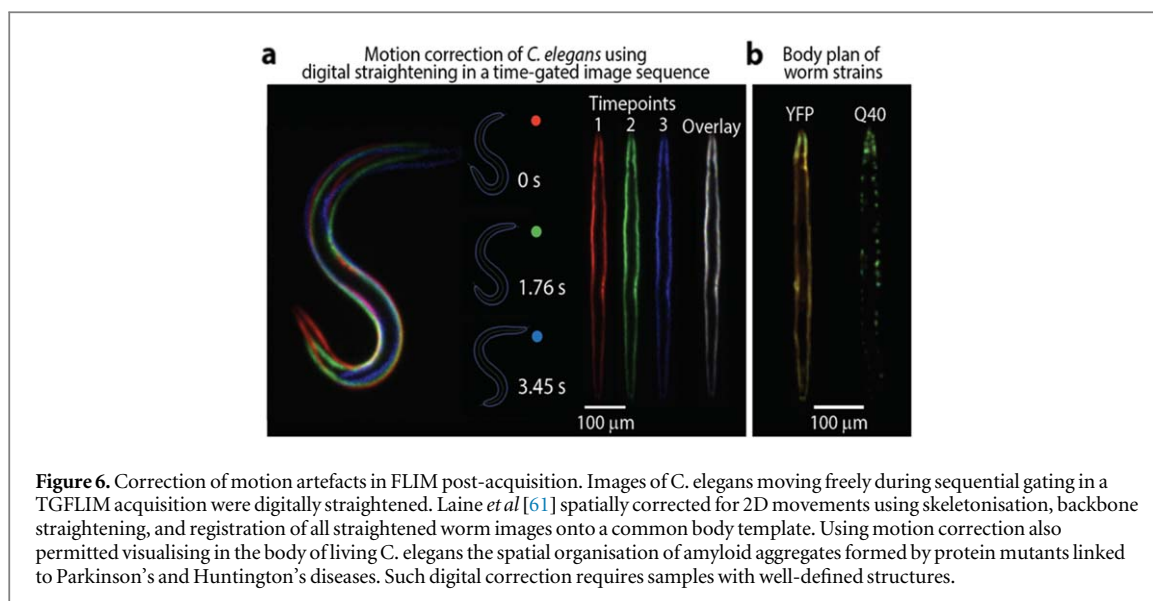 a
Motion correction of C. elegans using
digital straightening in a time-gated image sequence
b
Body plan of
worm strains
Timepoints
1 2 3 Overlay
0 s
1.76 s
3.45 s
100 μm
YFP Q40
100 μm
Figure 6. Correction of motion artefacts in FLIM post-acquisition. Images of C. elegans moving freely during sequential gating in a
TGFLIM acquisition were digitally straightened. Laine et al [61] spatially corrected for 2D movements using skeletonisation, backbone
straightening, and registration of all straightened worm images onto a common body template. Using motion correction also
permitted visualising in the body of living C. elegans the spatial organisation of amyloid aggregates formed by protein mutants linked
to Parkinson's and Huntington's diseases. Such digital correction requires samples with well-defined structures.